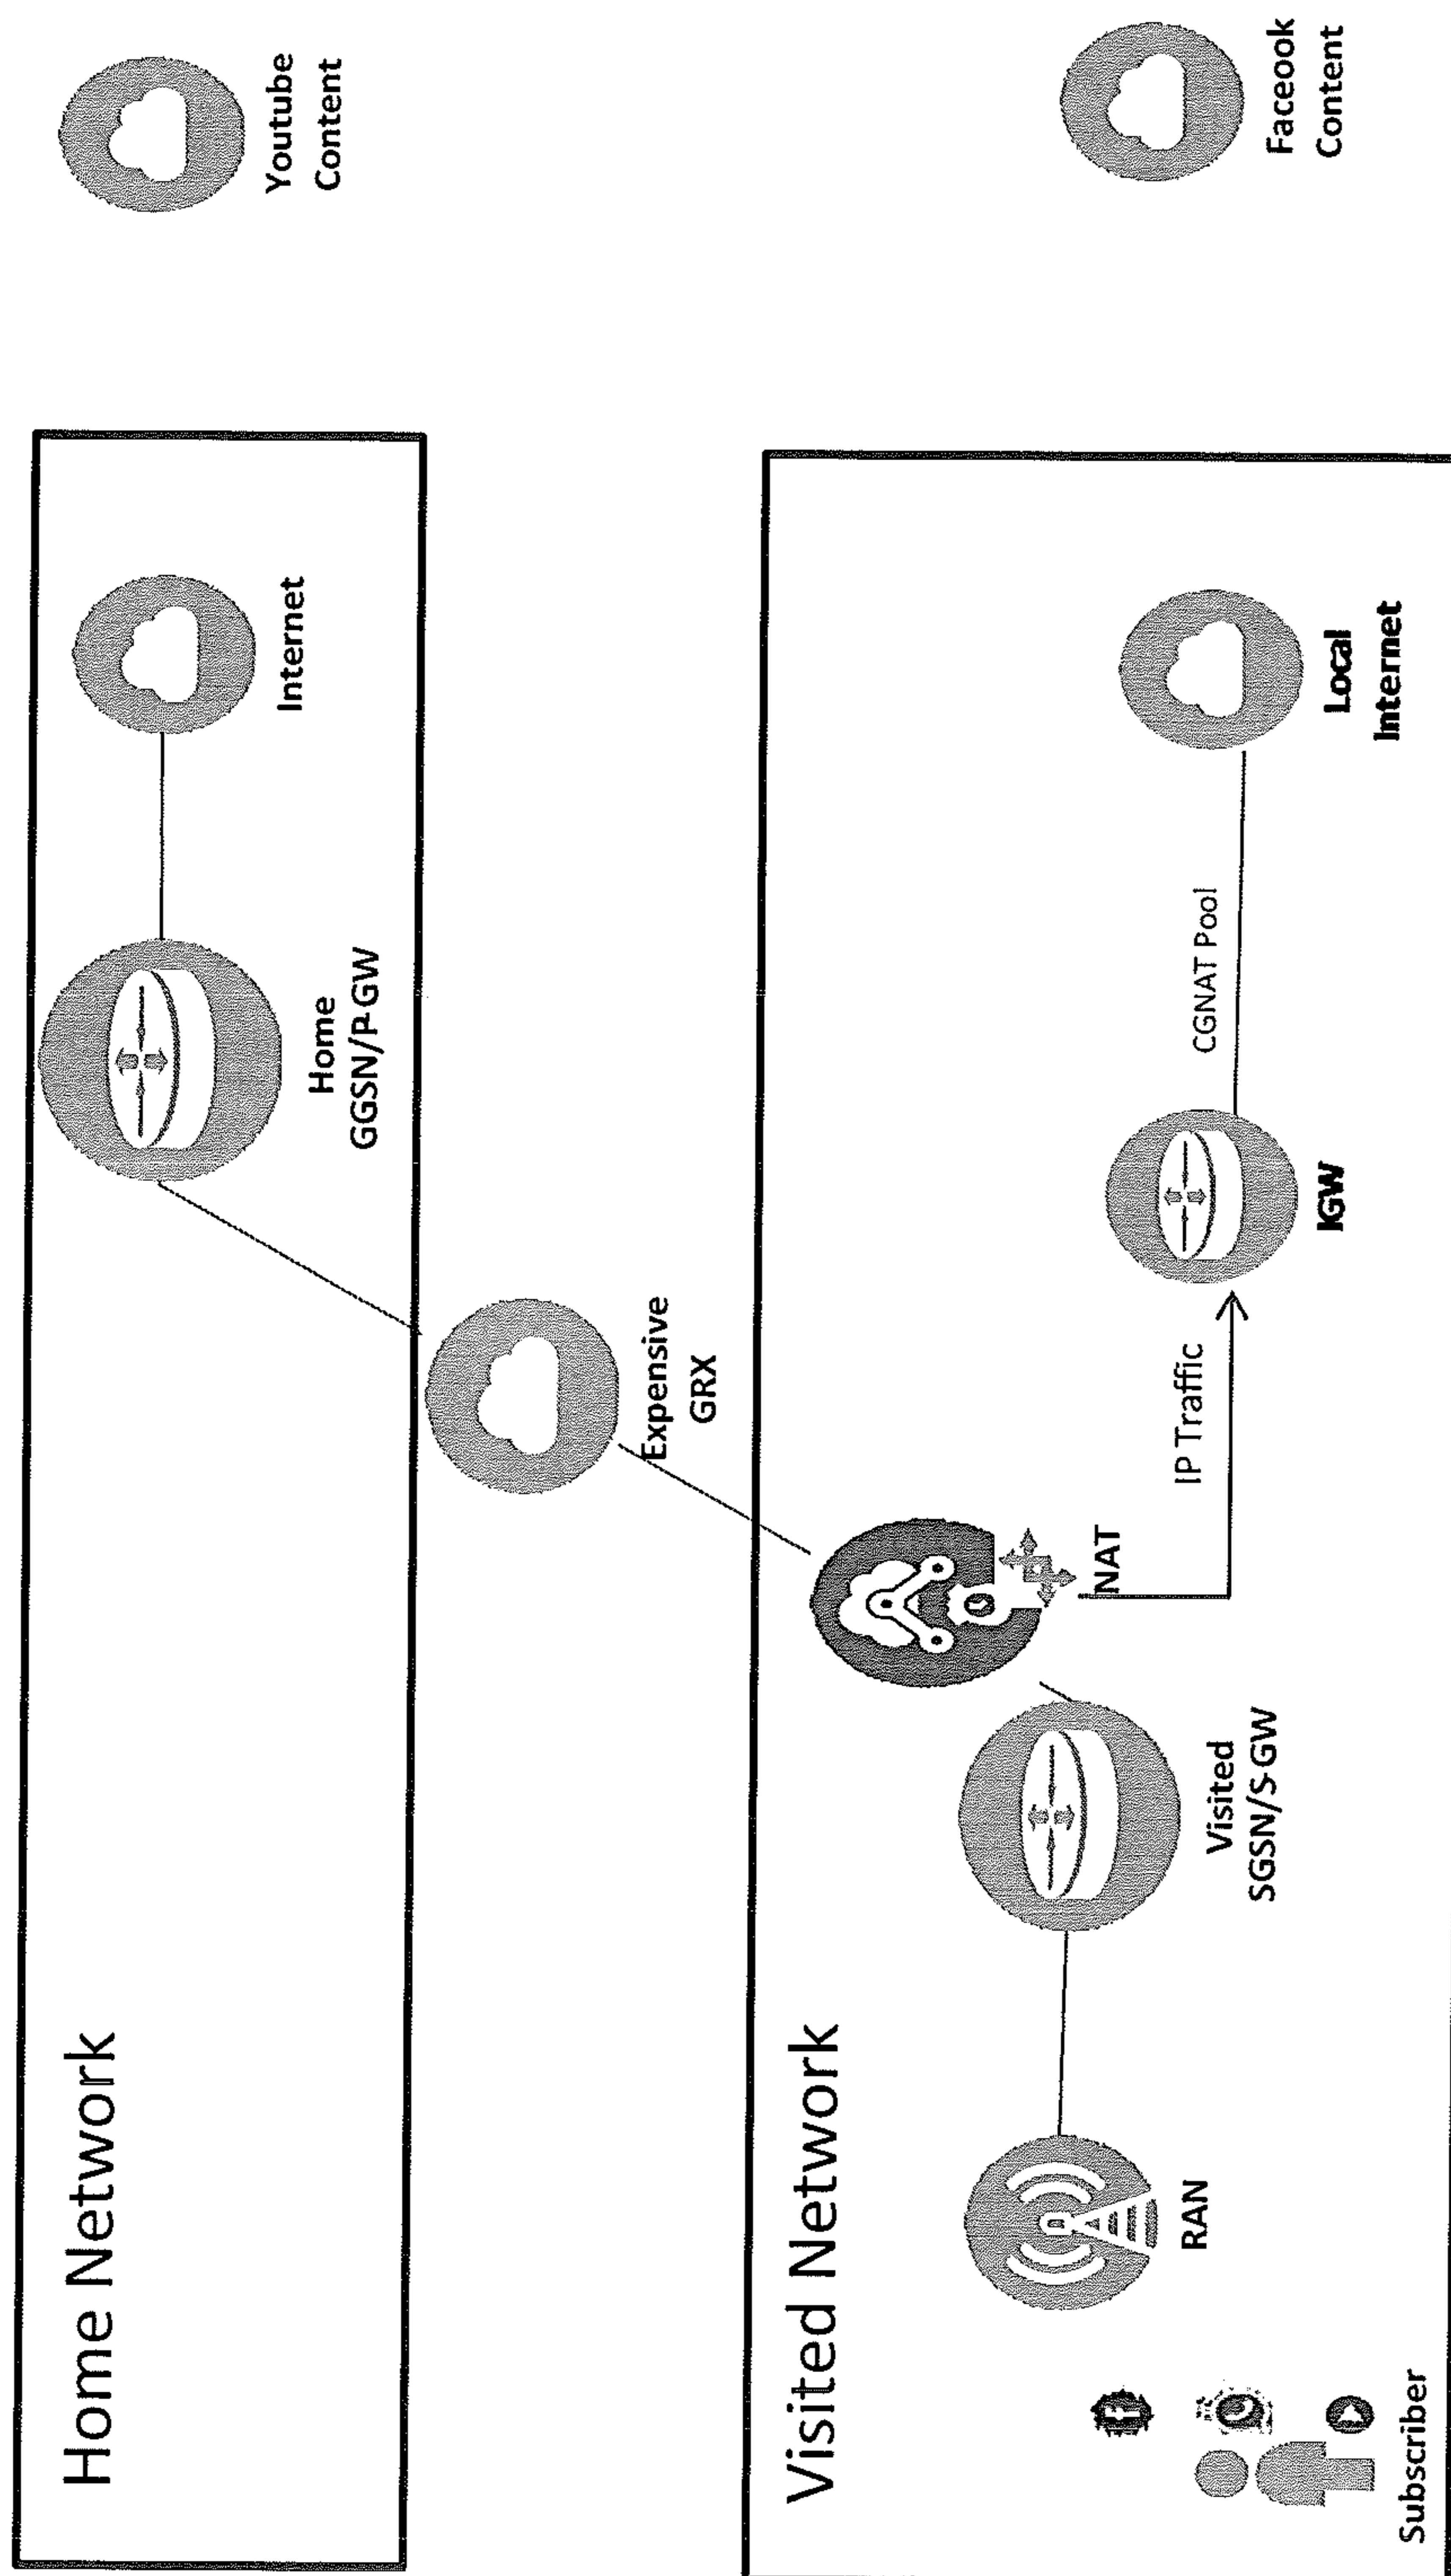 Home Network
Home
GGSN/P-GW
Internet
Youtube
Content
Expensive
GRX
Visited Network
Subscriber
RAN
Visited
SGSN/S-GW
NAT
IP Traffic
IGW
CGNAT Pool
Local
Internet
Faceook
Content